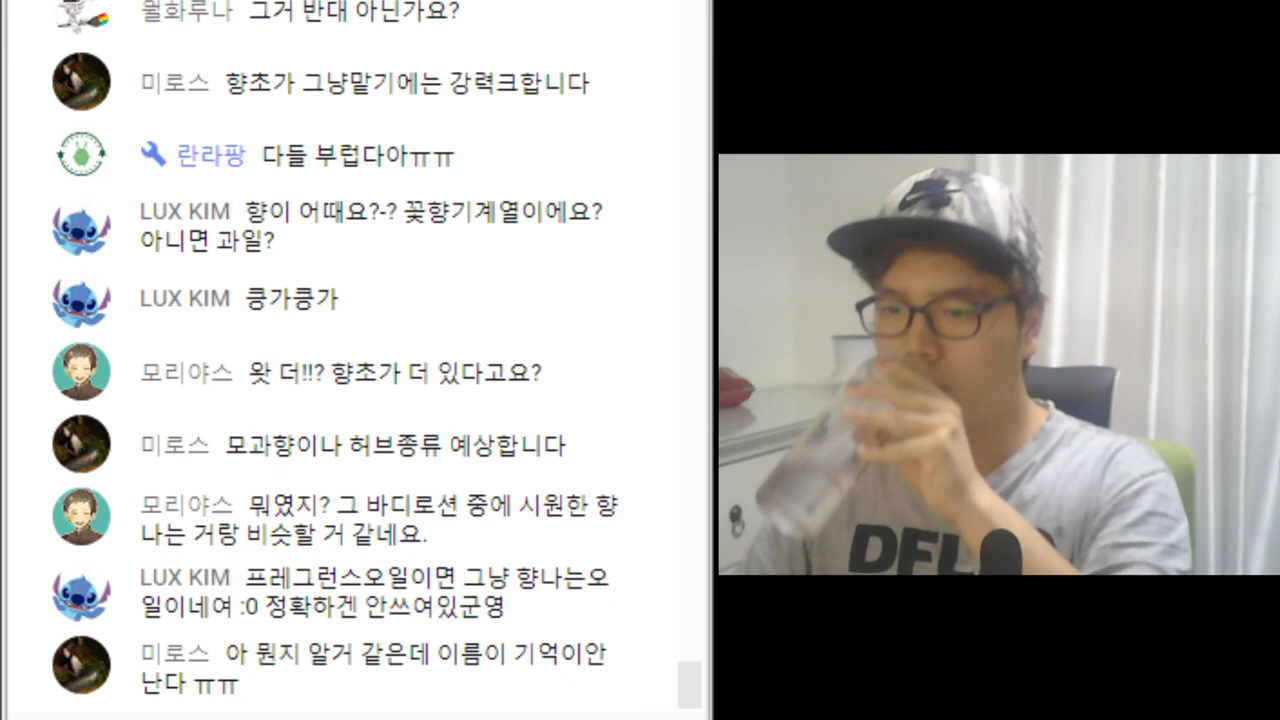 월화루나 그거 반대 아닌가요?
미로스 향초가 그냥맡기에는 강력크합니다
란라팡 다들 부럽다아ㅠㅠ
LUX KIM 향이 어때요?-? 꽃향기계열이에요?
아니면 과일?
LUX KIM 킁가킁가
모리야스 왓 더!!? 향초가 더 있다고요?
미로스 모과향이나 허브종류 예상합니다
모리야스 뭐였지? 그 바디로션 중에 시원한 향
나는 거랑 비슷할 거 같네요.
LUX KIM 프레그런스오일이면 그냥 향나는오
일이네여 :0 정확하겐 안쓰여있군영
미로스 아 뭔지 알거 같은데 이름이 기억이안
난다 ㅠㅠ